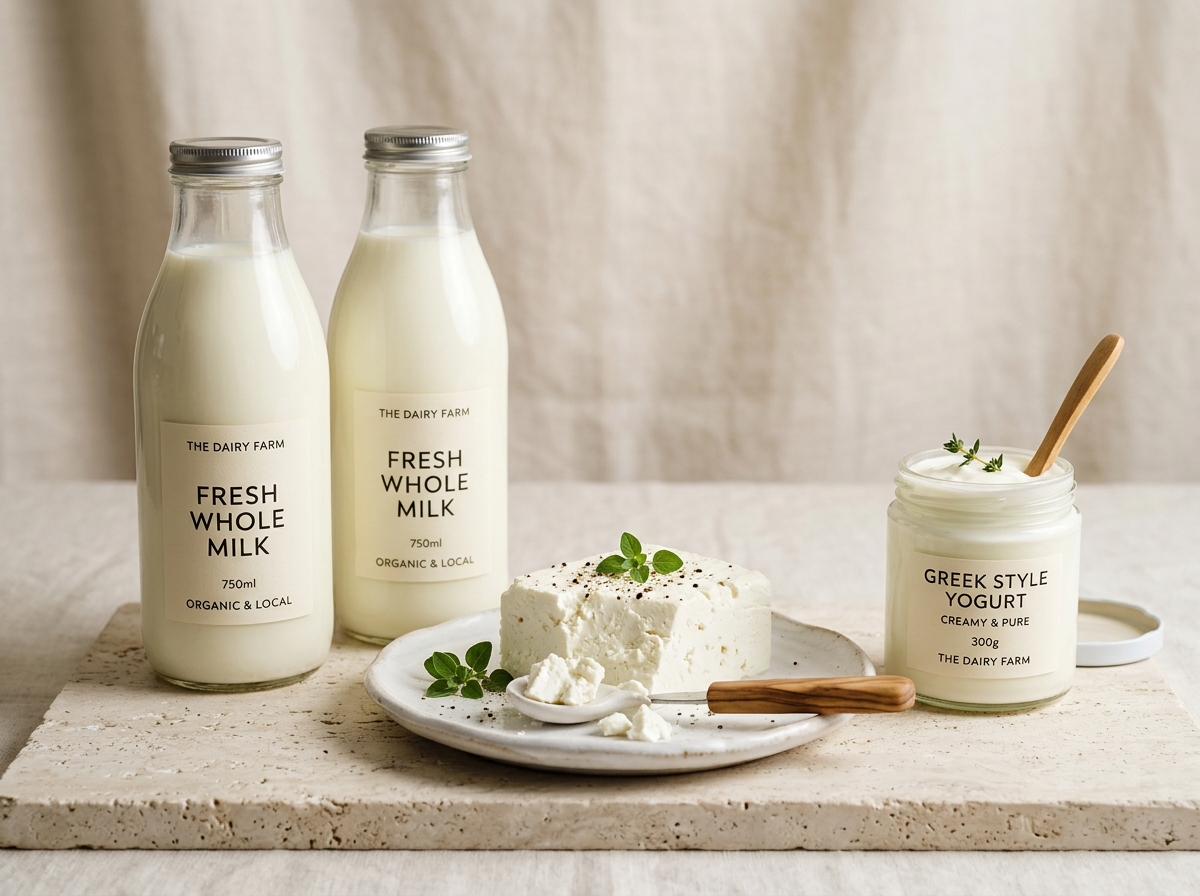 THE DAIRY FARM
FRESH
WHOLE
MILK
750ml
ORGANIC & LOCAL
THE DAIRY FARM
FRESH
WHOLE
MILK
750ml
ORGANIC & LOCAL
GREEK STYLE
YOGURT
CREAMY & PURE
300g
THE DAIRY FARM